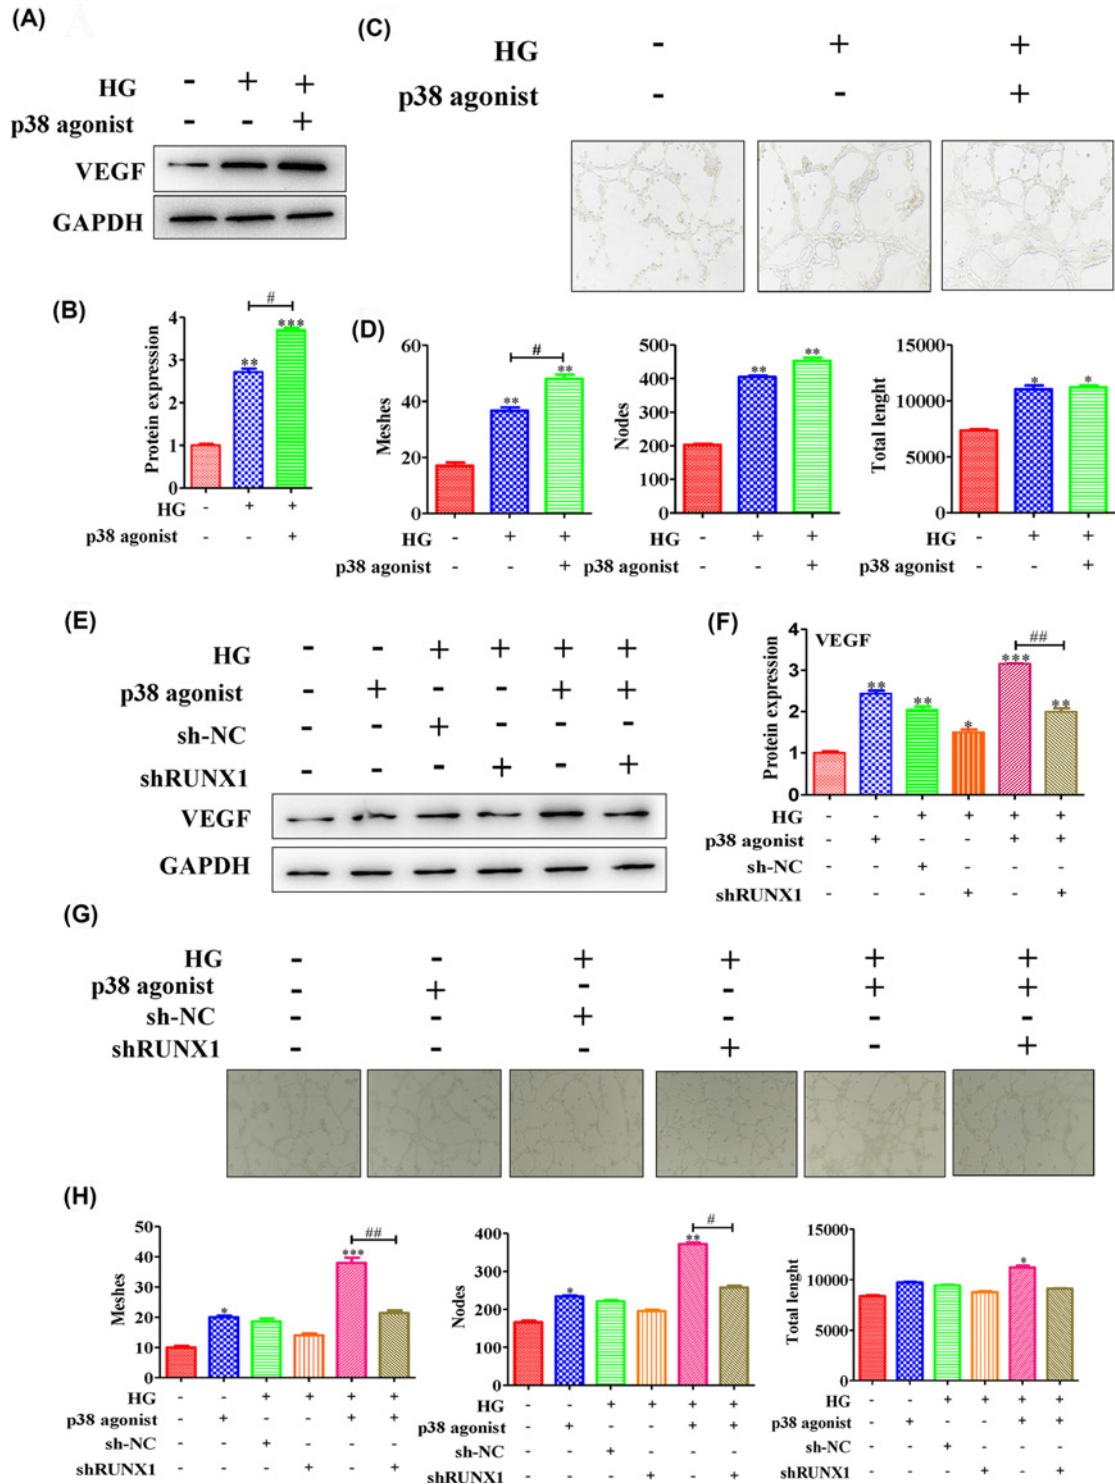 (A)
HG - + +
p38 agonist - - +
VEGF
GAPDH
(B)
Protein expression
4
3
2
1
0
** *** #
HG - + +
p38 agonist - - +
(C)
HG - + +
p38 agonist - - +
(D)
Meshes
60
40
20
0
** ** #
HG - + +
p38 agonist - - +
Nodes
500
400
300
200
100
0
** **
HG - + +
p38 agonist - - +
Total lenght
15000
10000
5000
0
* *
HG - + +
p38 agonist - - +
(E)
HG - - + + + +
p38 agonist - + - - + +
sh-NC - - + - - -
shRUNX1 - - - + - +
VEGF
GAPDH
(F)
VEGF
Protein expression
4
3
2
1
0
** ** * *** ** ##
HG - - + + + +
p38 agonist - + - - + +
sh-NC - - + - - -
shRUNX1 - - - + - +
(G)
HG - - + + + +
p38 agonist - + - - + +
sh-NC - - + - - -
shRUNX1 - - - + - +
(H)
Meshes
50
40
30
20
10
0
* *** ##
HG - - + + + +
p38 agonist - + - - + +
sh-NC - - + - - -
shRUNX1 - - - + - +
Nodes
400
300
200
100
0
* ** #
HG - - + + + +
p38 agonist - + - - + +
sh-NC - - + - - -
shRUNX1 - - - + - +
Total lenght
15000
10000
5000
0
*
HG - - + + + +
p38 agonist - + - - + +
sh-NC - - + - - -
shRUNX1 - - - + - +